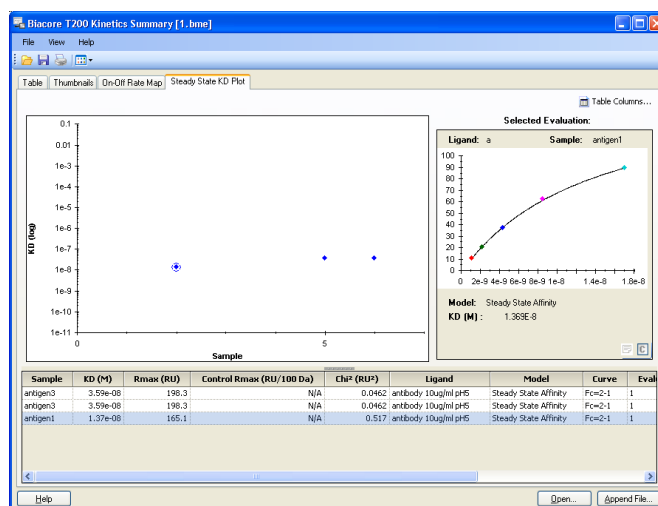 Biacore T200 Kinetics Summary [1.bme]
File View Help
Table Thumbnails On-Off Rate Map Steady State KD Plot
Table Columns...
Selected Evaluation:
0.1
0.01
1e-3
1e-4
1e-5
1e-6
1e-7
1e-8
1e-9
1e-10
1e-11
KD (log)
0 5
Sample
Ligand: a Sample: antigen1
100
90
80
70
60
50
40
30
20
10
0
0 2e-9 4e-9 6e-9 8e-9 1e-8 1.4e-8 1.8e-8
Model: Steady State Affinity
KD (M) : 1.369E-8
Sample KD (M) Rmax (RU) Control Rmax (RU/100 Da) Chi² (RU²) Ligand Model Curve Evalu
antigen3 3.59e-08 198.3 N/A 0.0462 antibody 10ug/ml pH5 Steady State Affinity Fc=2-1 1
antigen3 3.59e-08 198.3 N/A 0.0462 antibody 10ug/ml pH5 Steady State Affinity Fc=2-1 1
antigen1 1.37e-08 165.1 N/A 0.517 antibody 10ug/ml pH5 Steady State Affinity Fc=2-1 1
Help Open... Append File...